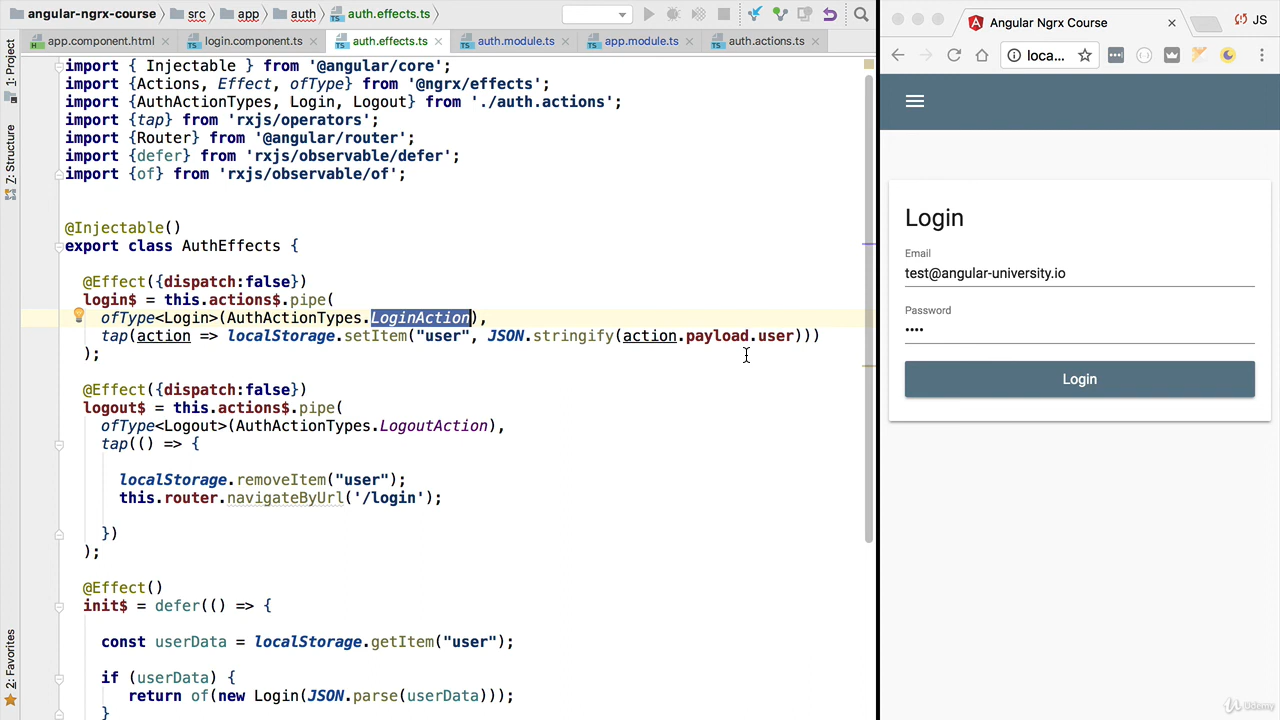 angular-ngrx-course
src
app
auth
auth.effects.ts
app.component.html
login.component.ts
auth.effects.ts
auth.module.ts
app.module.ts
auth.actions.ts
1: Project
Z: Structure
2: Favorites
import { Injectable } from '@angular/core';
import {Actions, Effect, ofType} from '@ngrx/effects';
import {AuthActionTypes, Login, Logout} from './auth.actions';
import {tap} from 'rxjs/operators';
import {Router} from '@angular/router';
import {defer} from 'rxjs/observable/defer';
import {of} from 'rxjs/observable/of';
@Injectable()
export class AuthEffects {
@Effect({dispatch:false})
login$ = this.actions$.pipe(
ofType<Login>(AuthActionTypes.LoginAction),
tap(action => localStorage.setItem("user", JSON.stringify(action.payload.user)))
);
@Effect({dispatch:false})
logout$ = this.actions$.pipe(
ofType<Logout>(AuthActionTypes.LogoutAction),
tap(() => {
localStorage.removeItem("user");
this.router.navigateByUrl('/login');
})
);
@Effect()
init$ = defer(() => {
const userData = localStorage.getItem("user");
if (userData) {
return of(new Login(JSON.parse(userData)));
}
Angular Ngrx Course
JS
loca...
Login
Email
test@angular-university.io
Password
••••
Login
Udemy